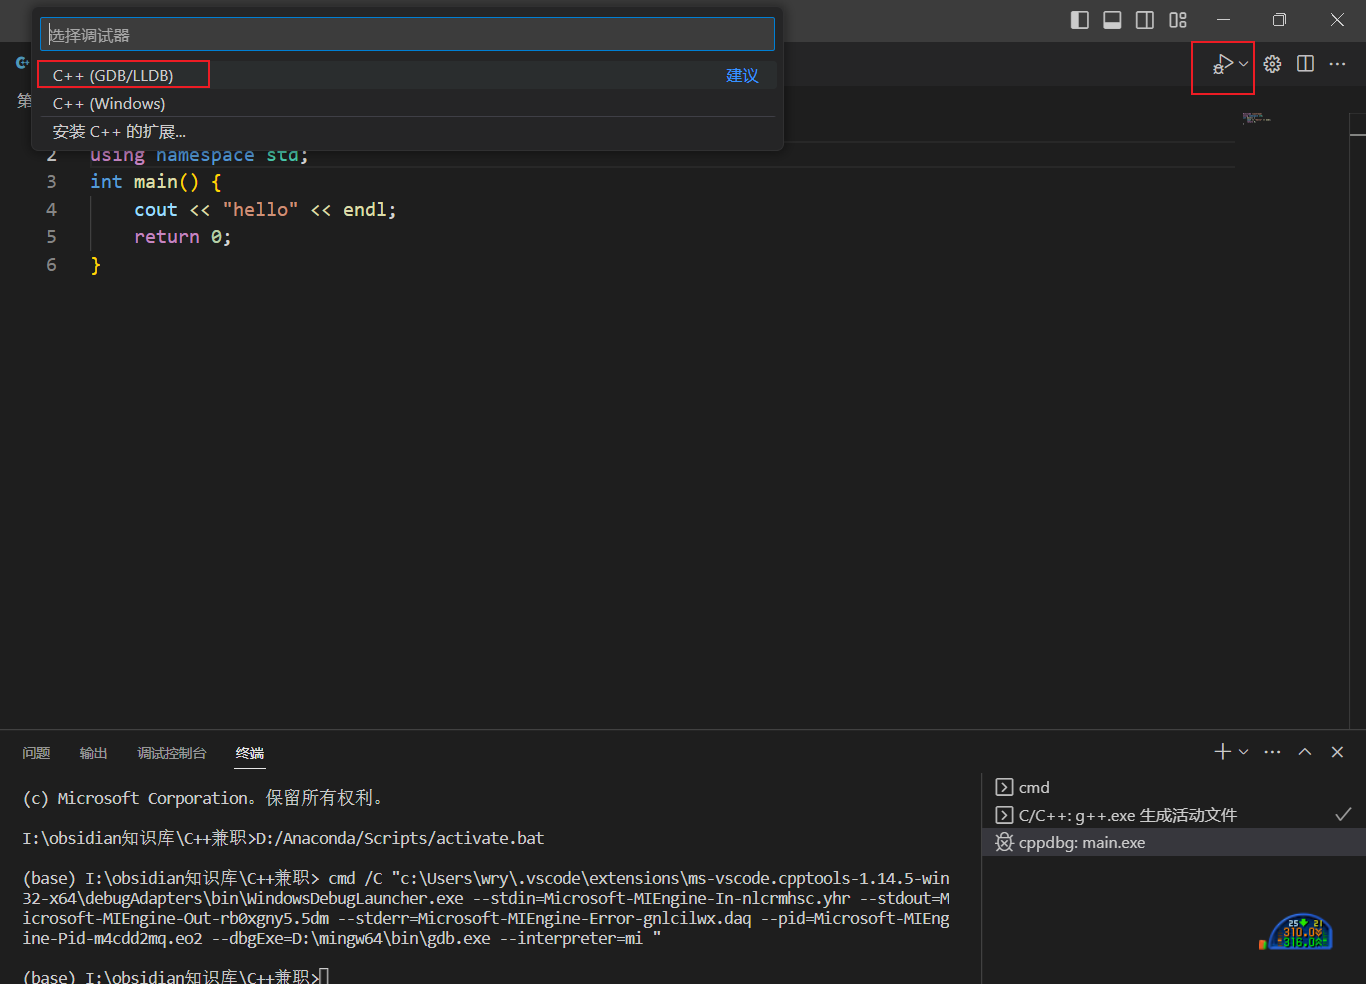 选择调试器
C++ (GDB/LLDB) 建议
C++ (Windows)
安装 C++ 的扩展...
第
2 using namespace std;
3 int main() {
4 cout << "hello" << endl;
5 return 0;
6 }
问题 输出 调试控制台 终端
(c) Microsoft Corporation。保留所有权利。
I:\obsidian知识库\C++兼职>D:/Anaconda/Scripts/activate.bat
(base) I:\obsidian知识库\C++兼职> cmd /C "c:\Users\wry\.vscode\extensions\ms-vscode.cpptools-1.14.5-win
32-x64\debugAdapters\bin\WindowsDebugLauncher.exe --stdin=Microsoft-MIEngine-In-nlcrmhsc.yhr --stdout=M
icrosoft-MIEngine-Out-rb0xgny5.5dm --stderr=Microsoft-MIEngine-Error-gnlcilwx.daq --pid=Microsoft-MIEng
ine-Pid-m4cdd2mq.eo2 --dbgExe=D:\mingw64\bin\gdb.exe --interpreter=mi "
(base) I:\obsidian知识库\C++兼职>
cmd
C/C++: g++.exe 生成活动文件
cppdbg: main.exe
25 21
310.0
316.0